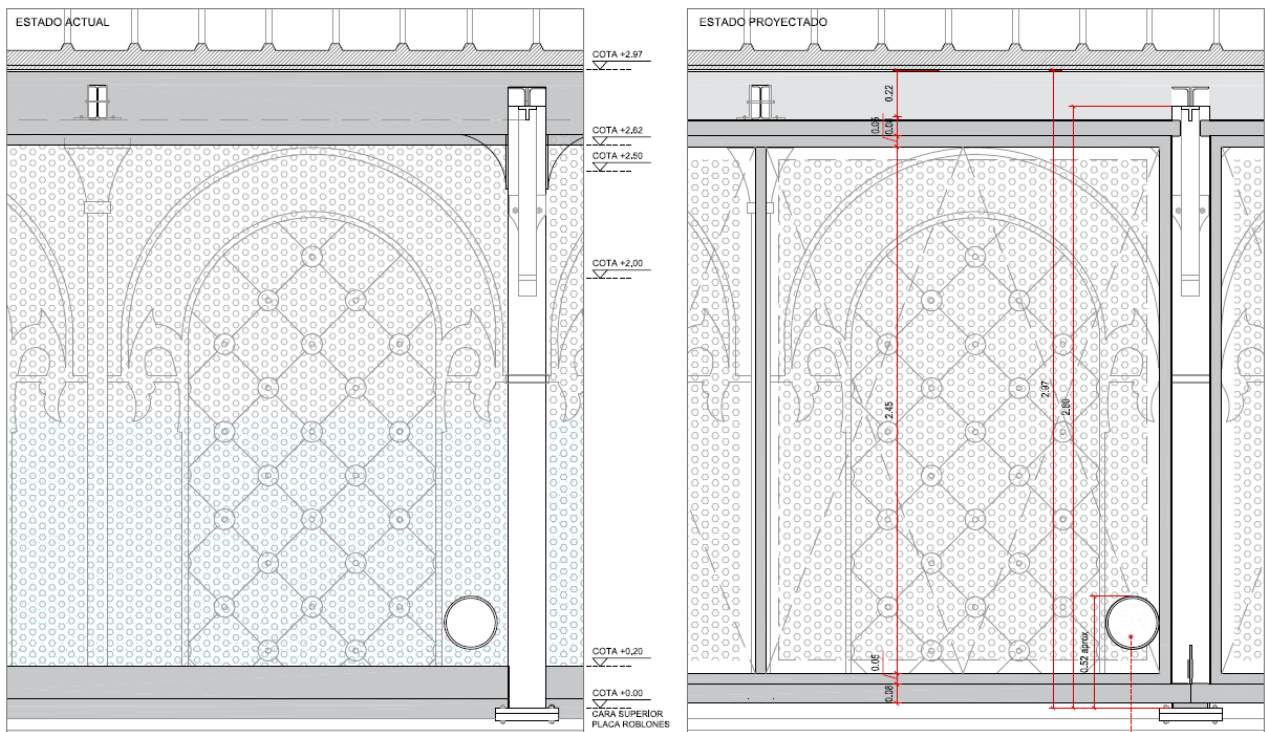 ESTADO ACTUAL
COTA +2.97
COTA +2,62
COTA +2,50
COTA +2,00
COTA +0,20
COTA +0.00
CARA SUPERIOR
PLACA ROBLONES
ESTADO PROYECTADO
0.22
0.05
0.08
2.97
2.80
2.45
0.52 aprox
0.05
0.08